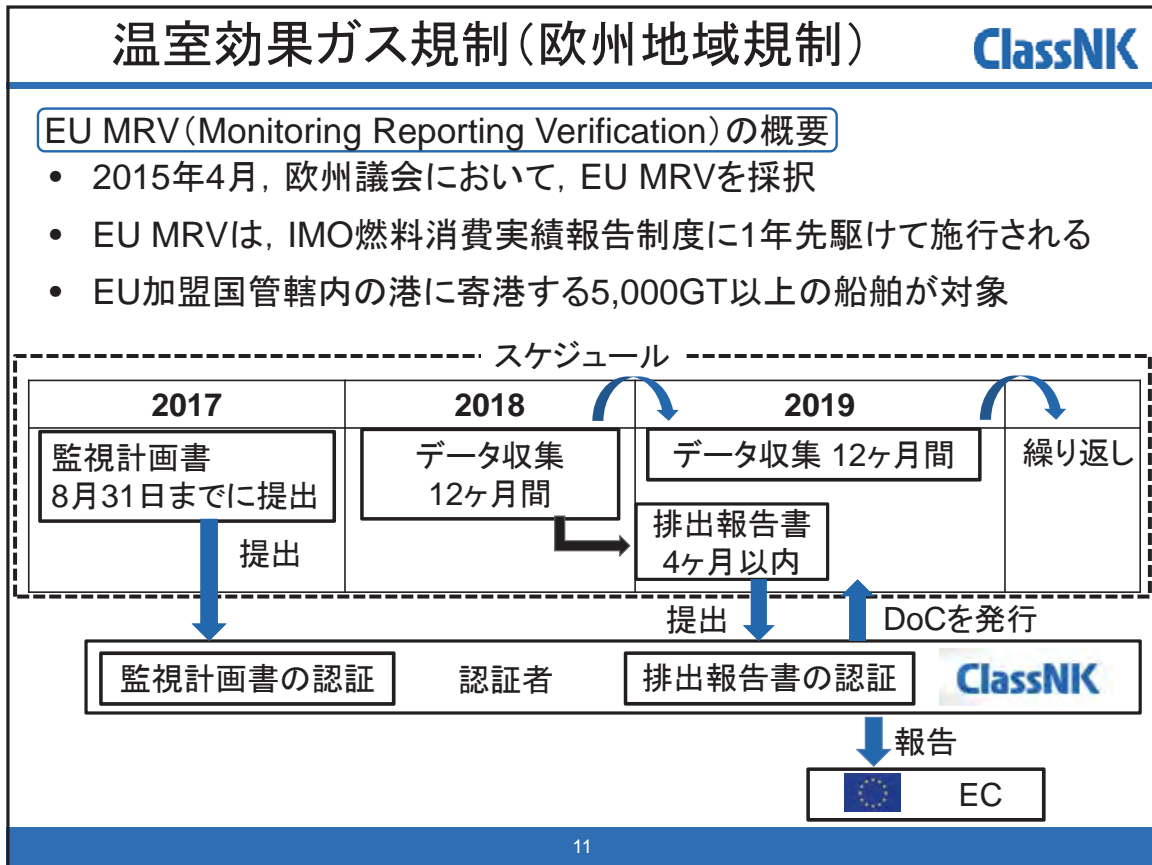 温室効果ガス規制（欧州地域規制）
ClassNK
EU MRV（Monitoring Reporting Verification）の概要
• 2015年4月，欧州議会において，EU MRVを採択
• EU MRVは，IMO燃料消費実績報告制度に1年先駆けて施行される
• EU加盟国管轄内の港に寄港する5,000GT以上の船舶が対象
スケジュール
2017
2018
2019
監視計画書
8月31日までに提出
データ収集
12ヶ月間
データ収集 12ヶ月間
繰り返し
排出報告書
4ヶ月以内
提出
提出
DoCを発行
監視計画書の認証
認証者
排出報告書の認証
ClassNK
報告
EC
11